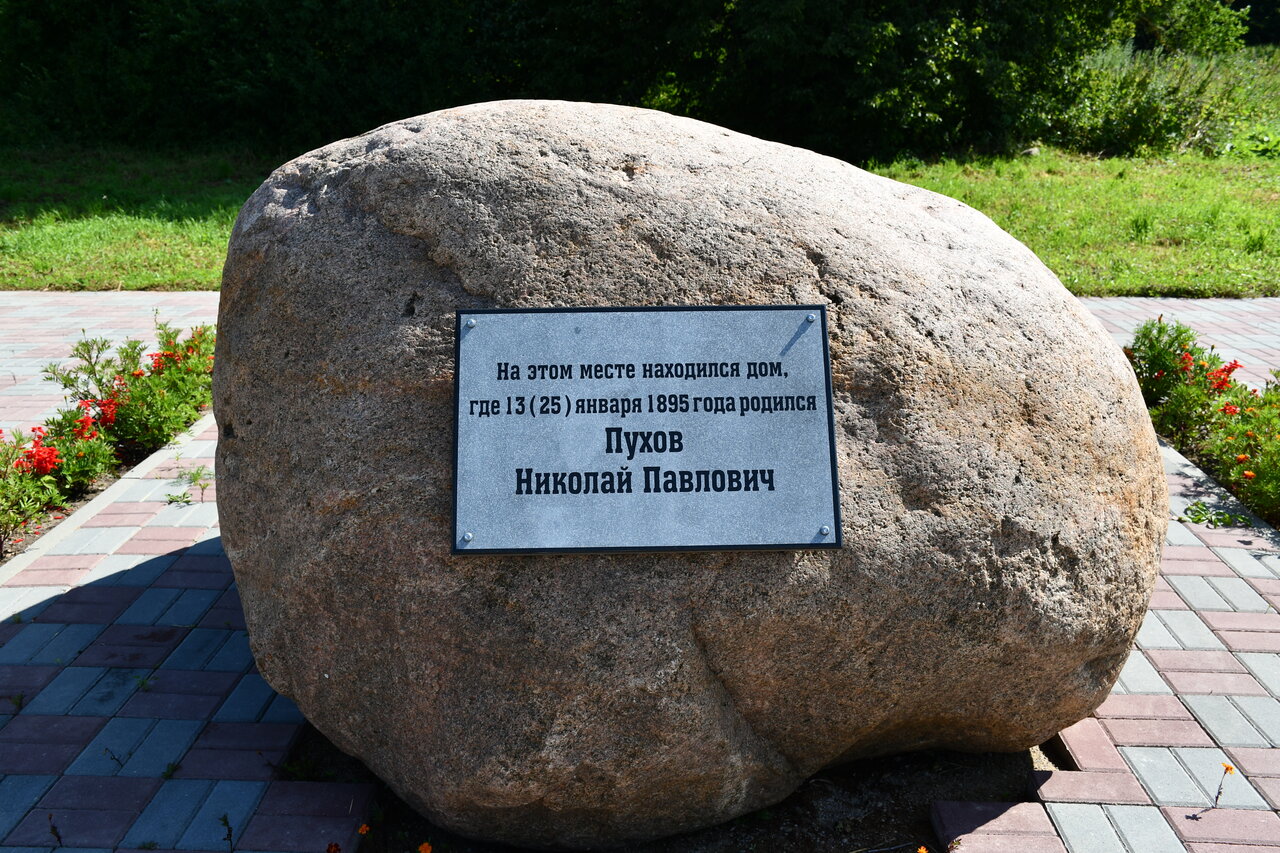 На этом месте находился дом,
где 13 (25) января 1895 года родился
Пухов
Николай Павлович